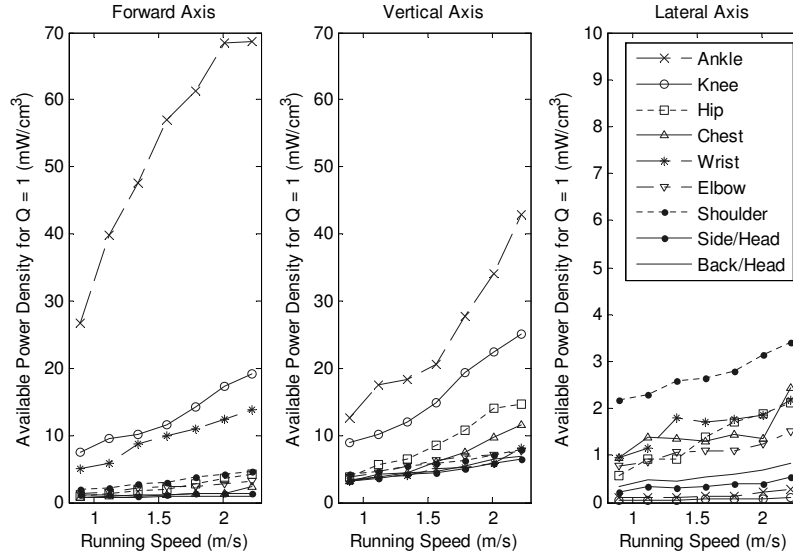 Forward Axis
Vertical Axis
Lateral Axis
Available Power Density for Q = 1 (mW/cm³)
70
60
50
40
30
20
10
0
1
1.5
2
Running Speed (m/s)
Available Power Density for Q = 1 (mW/cm³)
70
60
50
40
30
20
10
0
1
1.5
2
Running Speed (m/s)
Available Power Density for Q = 1 (mW/cm³)
10
9
8
7
6
5
4
3
2
1
0
1
1.5
2
Running Speed (m/s)
Ankle
Knee
Hip
Chest
Wrist
Elbow
Shoulder
Side/Head
Back/Head